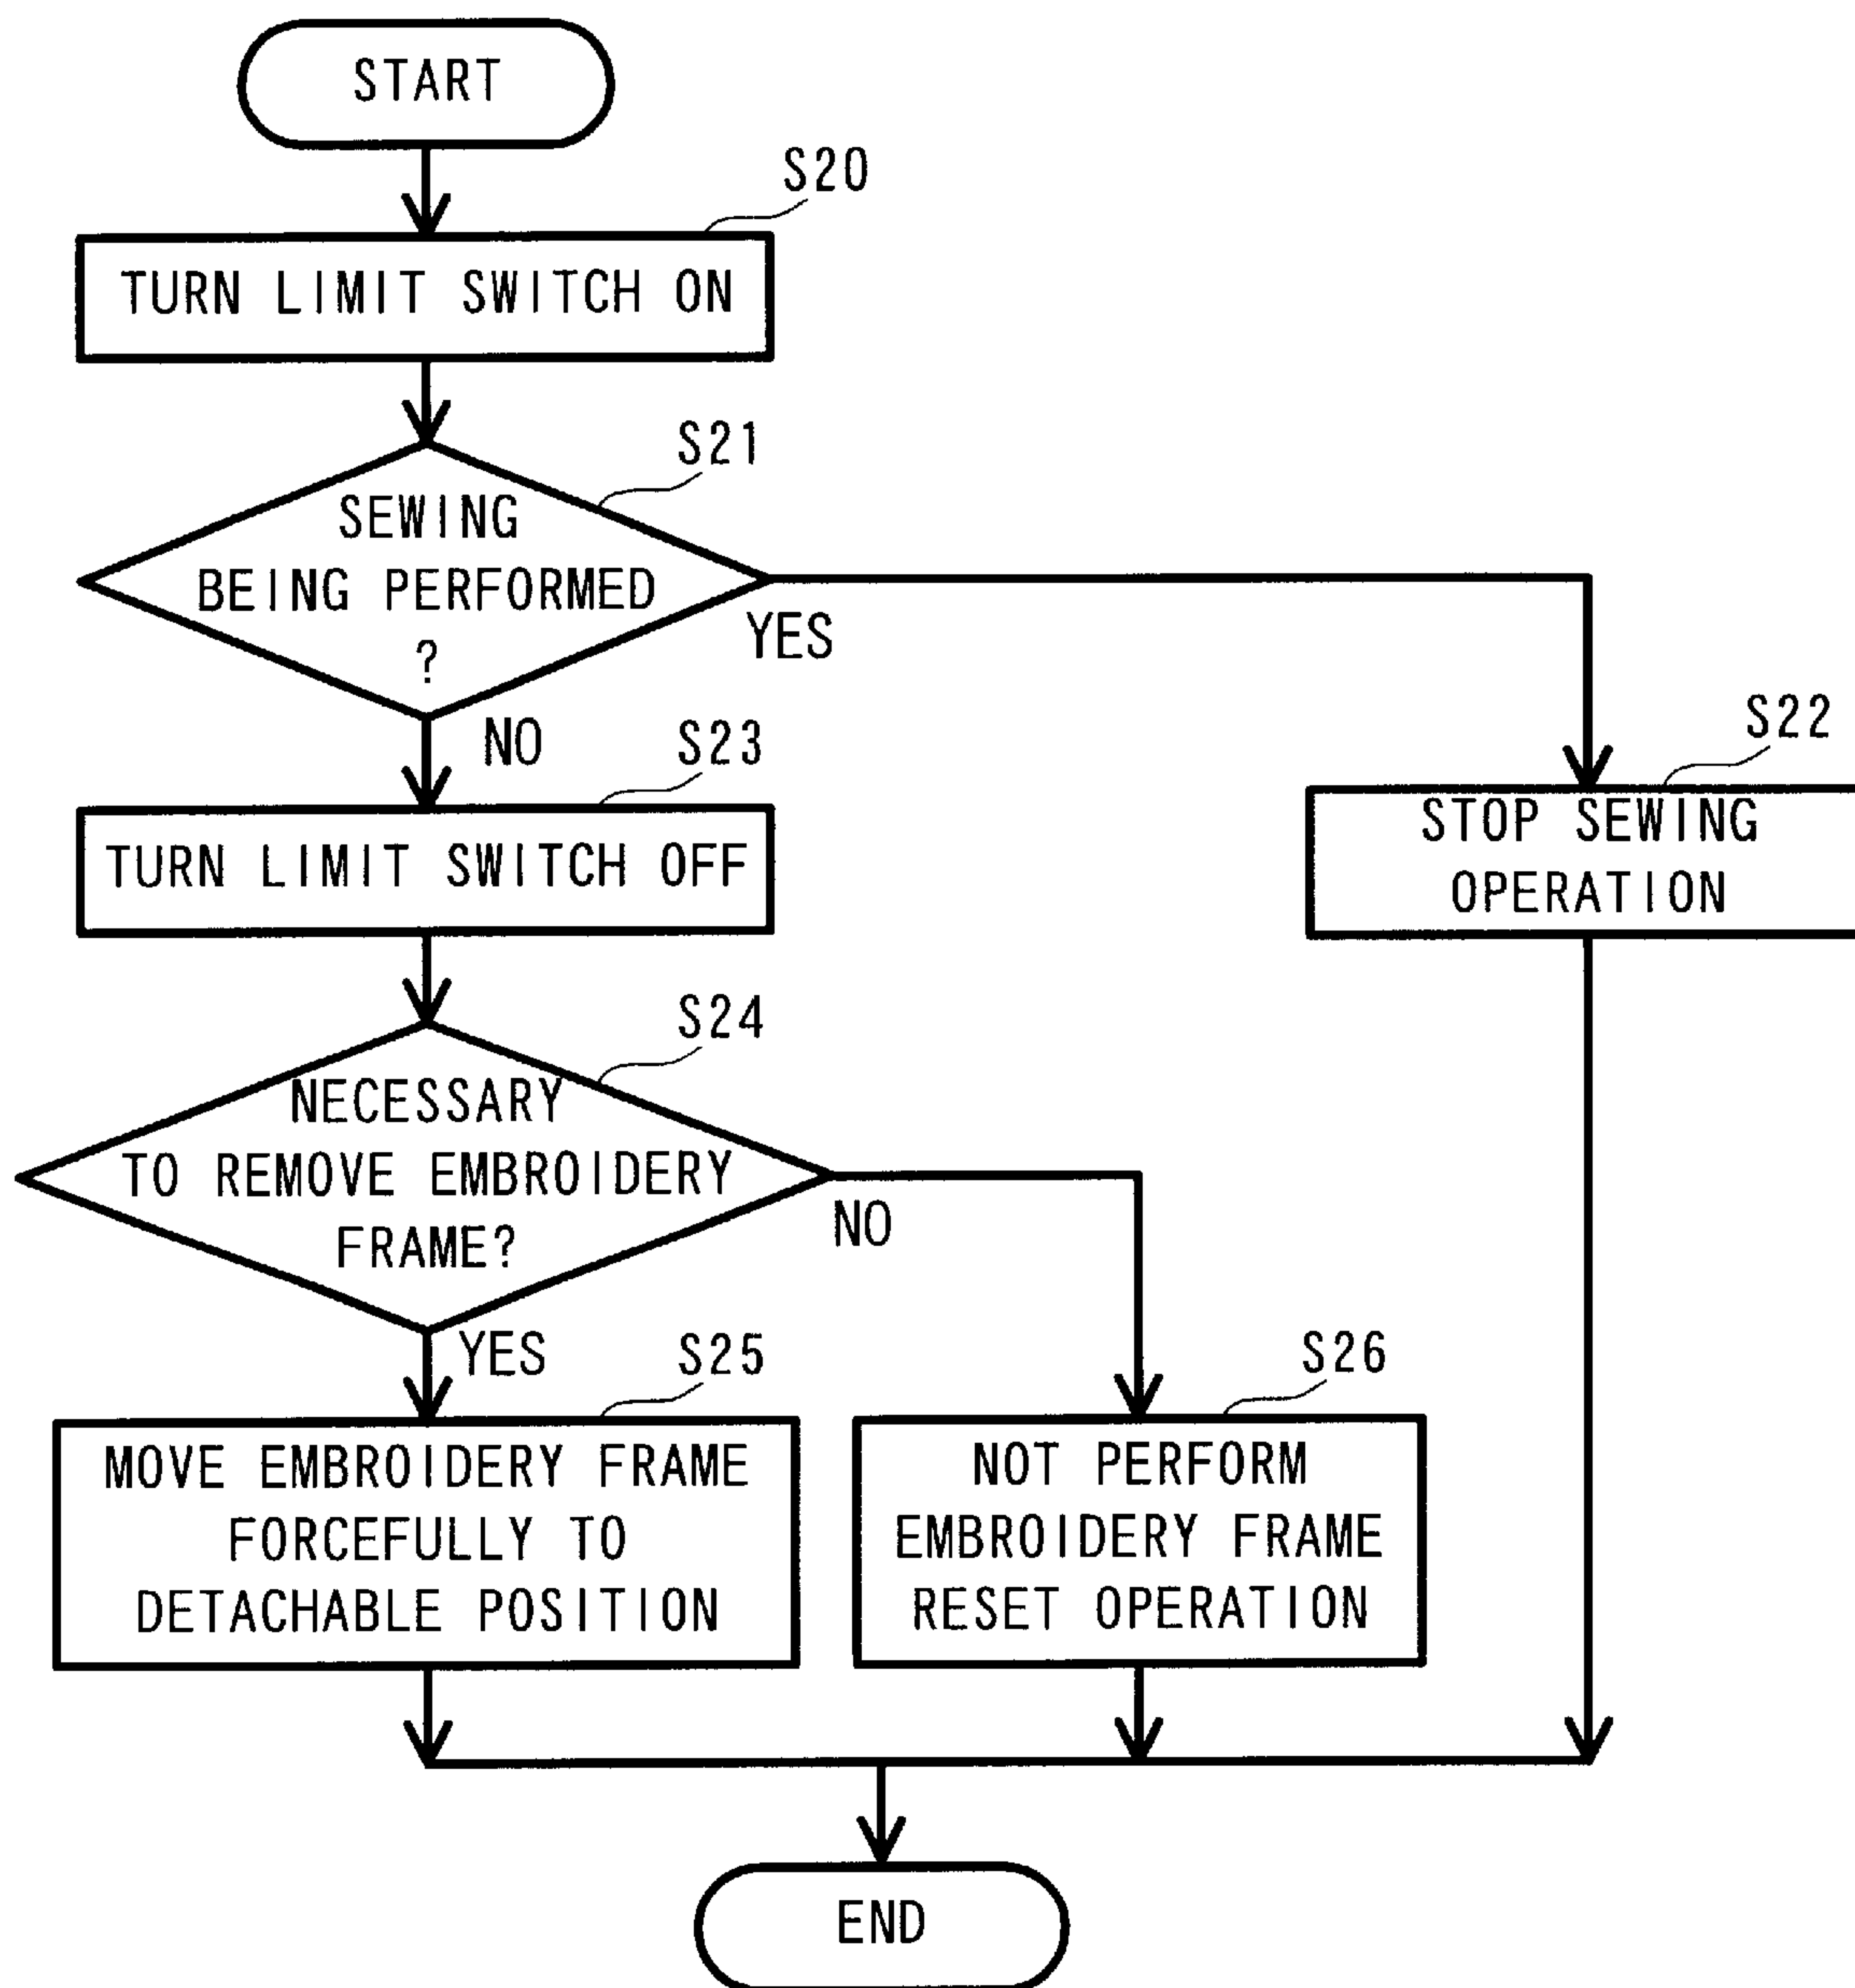 START
S20
TURN LIMIT SWITCH ON
S21
SEWING
BEING PERFORMED
?
YES
NO
S23
S22
TURN LIMIT SWITCH OFF
STOP SEWING
OPERATION
S24
NECESSARY
TO REMOVE EMBROIDERY
FRAME?
NO
YES
S25
S26
MOVE EMBROIDERY FRAME
FORCEFULLY TO
DETACHABLE POSITION
NOT PERFORM
EMBROIDERY FRAME
RESET OPERATION
END